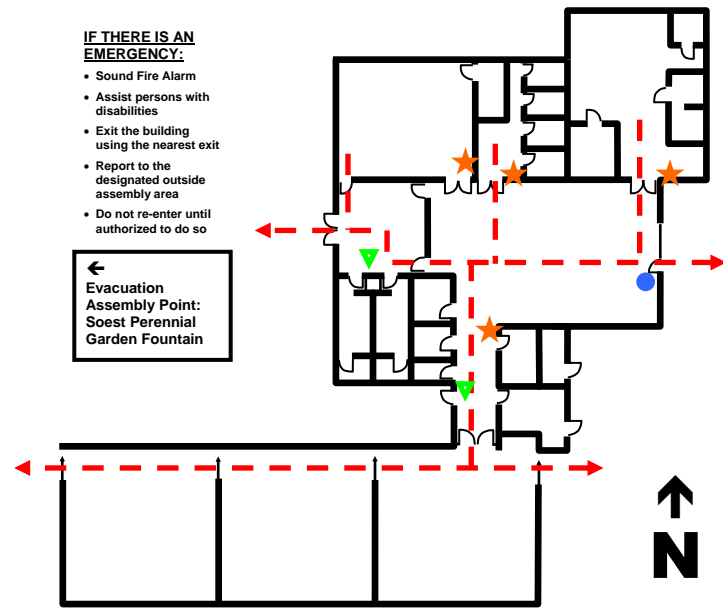 IF THERE IS AN
EMERGENCY:
• Sound Fire Alarm
• Assist persons with
disabilities
• Exit the building
using the nearest exit
• Report to the
designated outside
assembly area
• Do not re-enter until
authorized to do so
←
Evacuation
Assembly Point:
Soest Perennial
Garden Fountain
N